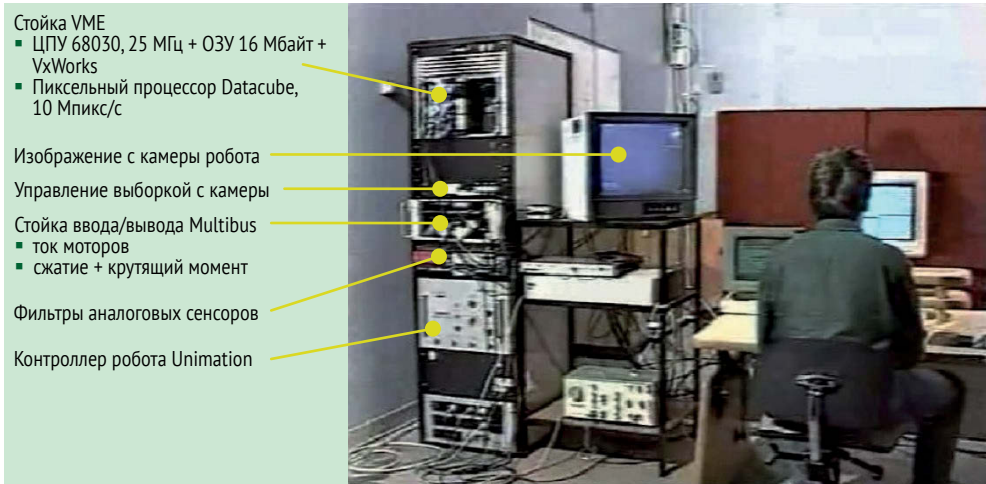 Стойка VME
▪ ЦПУ 68030, 25 МГц + ОЗУ 16 Мбайт +
VxWorks
▪ Пиксельный процессор Datacube,
10 Мпикс/с
Изображение с камеры робота
Управление выборкой с камеры
Стойка ввода/вывода Multibus
▪ ток моторов
▪ сжатие + крутящий момент
Фильтры аналоговых сенсоров
Контроллер робота Unimation